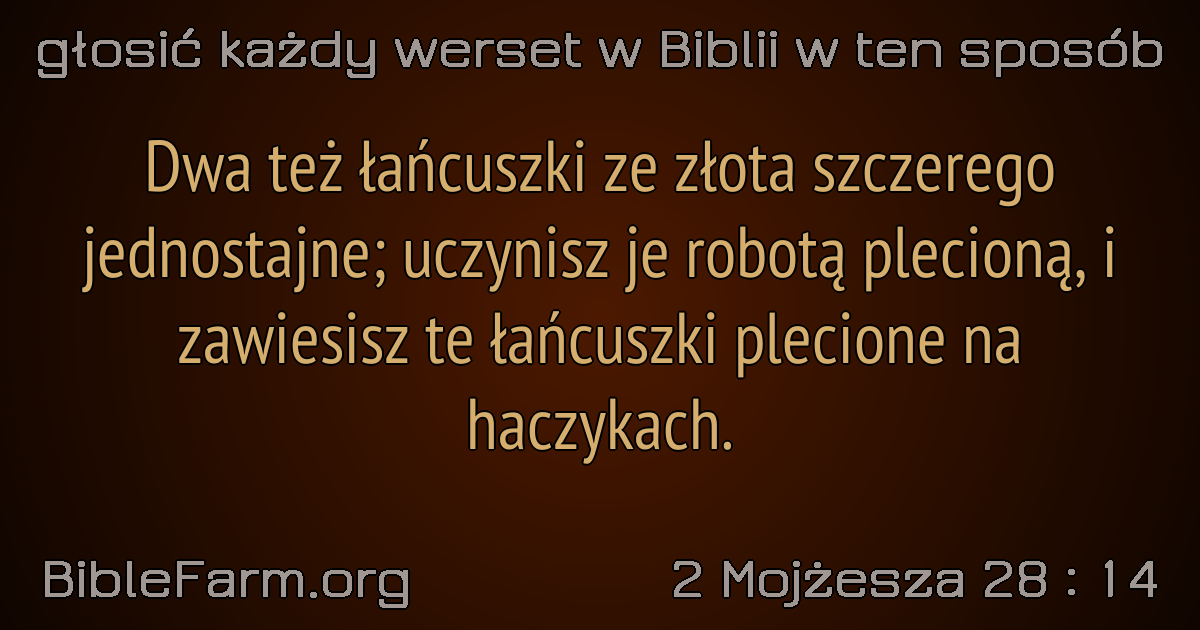 głosić każdy werset w Biblii w ten sposób
Dwa też łańcuszki ze złota szczerego
jednostajne; uczynisz je robotą plecioną, i
zawiesisz te łańcuszki plecione na
haczykach.
BibleFarm.org
2 Mojżesza 28 : 14